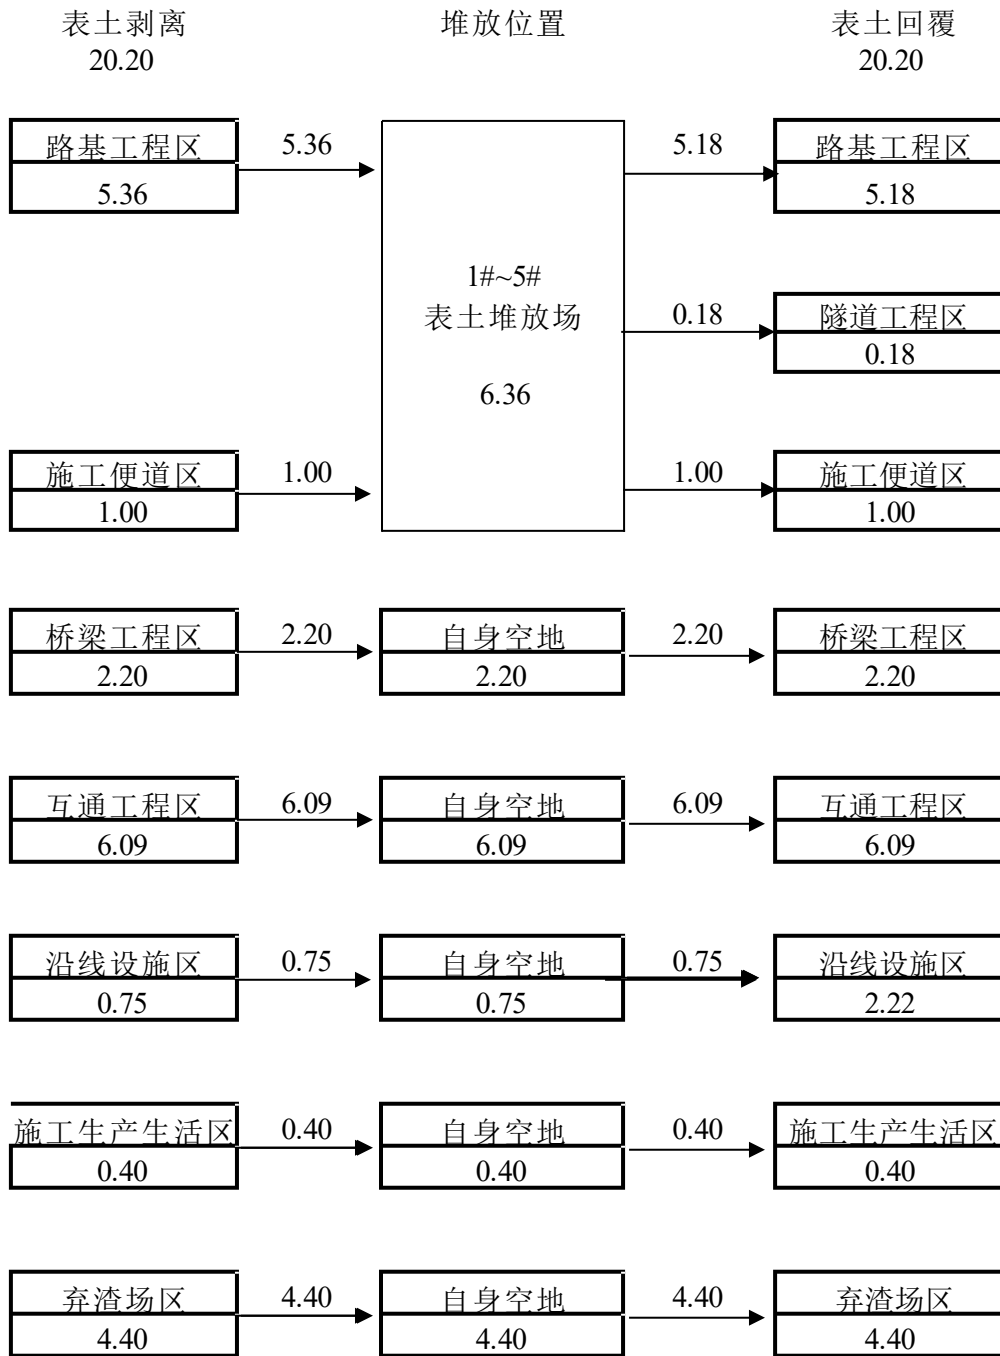 表土剥离 堆放位置 表土回覆
20.20 20.20
路基工程区 5.36 5.18 路基工程区
5.36 5.18
1#~5#
表土堆放场
6.36
0.18 隧道工程区
0.18
施工便道区 1.00 1.00 施工便道区
1.00 1.00
桥梁工程区 2.20 自身空地 2.20 桥梁工程区
2.20 2.20 2.20
互通工程区 6.09 自身空地 6.09 互通工程区
6.09 6.09 6.09
沿线设施区 0.75 自身空地 0.75 沿线设施区
0.75 0.75 2.22
施工生产生活区 0.40 自身空地 0.40 施工生产生活区
0.40 0.40 0.40
弃渣场区 4.40 自身空地 4.40 弃渣场区
4.40 4.40 4.40